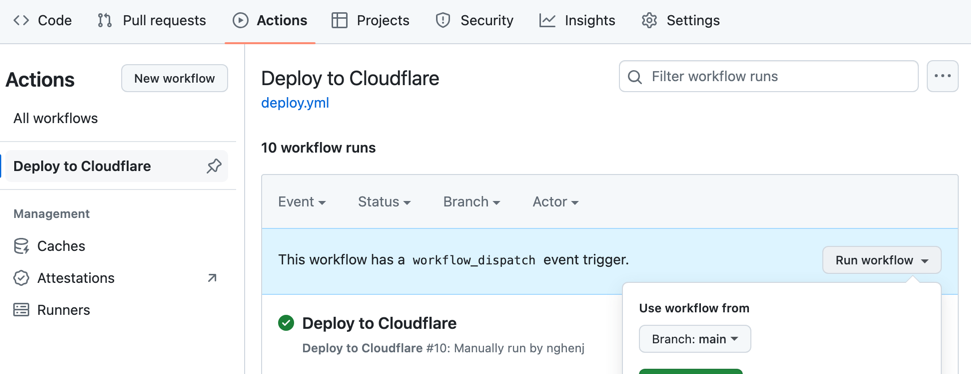 Code Pull requests Actions Projects Security Insights Settings
Actions
New workflow
All workflows
Deploy to Cloudflare
Management
Caches
Attestations
Runners
Deploy to Cloudflare
deploy.yml
Filter workflow runs
10 workflow runs
Event Status Branch Actor
This workflow has a workflow_dispatch event trigger.
Run workflow
Use workflow from
Branch: main
Deploy to Cloudflare
Deploy to Cloudflare #10: Manually run by nghenj